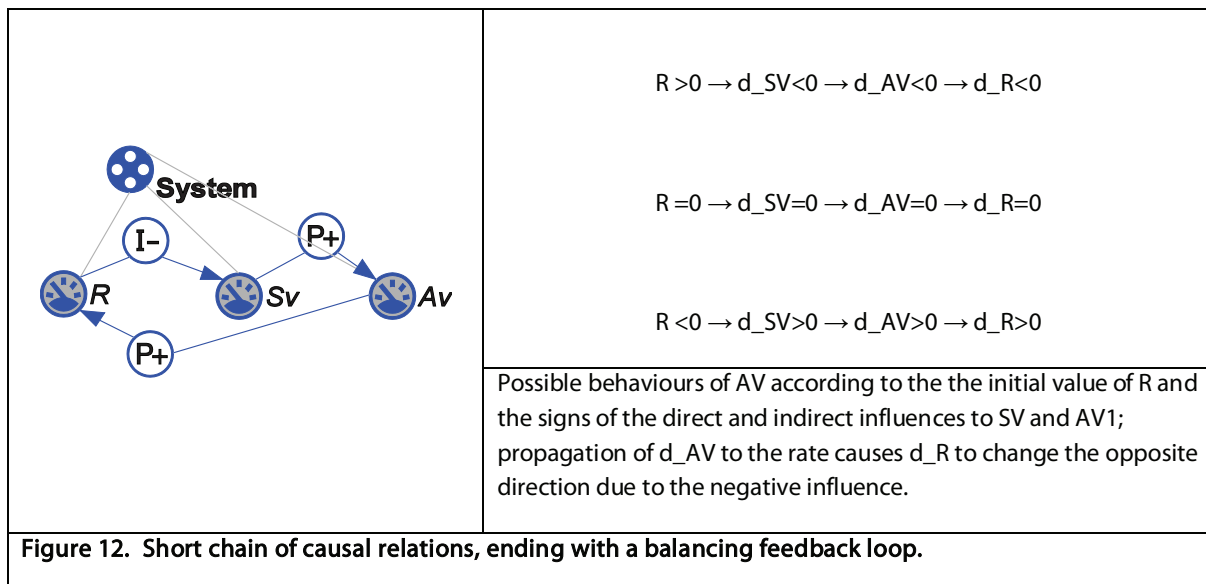 System
I-
P+
R
Sv
Av
P+
R >0 → d_SV<0 → d_AV<0 → d_R<0
R =0 → d_SV=0 → d_AV=0 → d_R=0
R <0 → d_SV>0 → d_AV>0 → d_R>0
Possible behaviours of AV according to the the initial value of R and
the signs of the direct and indirect influences to SV and AV1;
propagation of d_AV to the rate causes d_R to change the opposite
direction due to the negative influence.
Figure 12. Short chain of causal relations, ending with a balancing feedback loop.